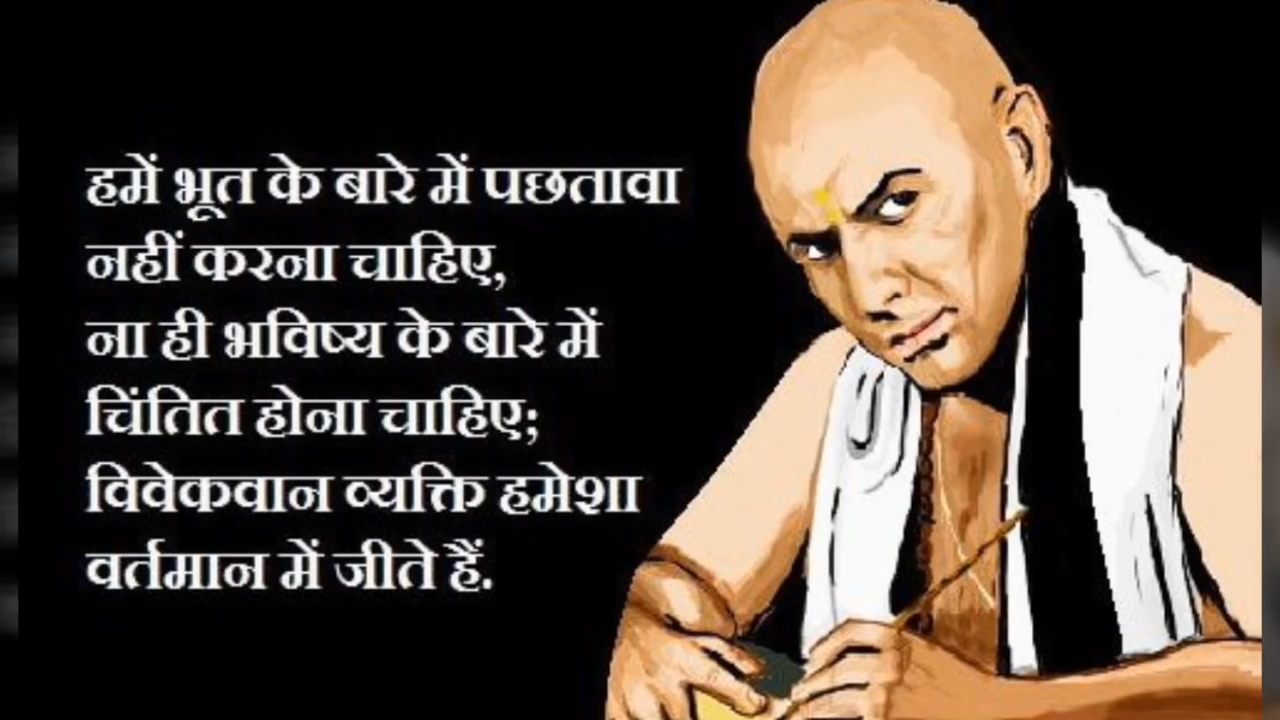 हमें भूत के बारे में पछतावा
नहीं करना चाहिए,
ना ही भविष्य के बारे में
चिंतित होना चाहिए;
विवेकवान व्यक्ति हमेशा
वर्तमान में जीते हैं.